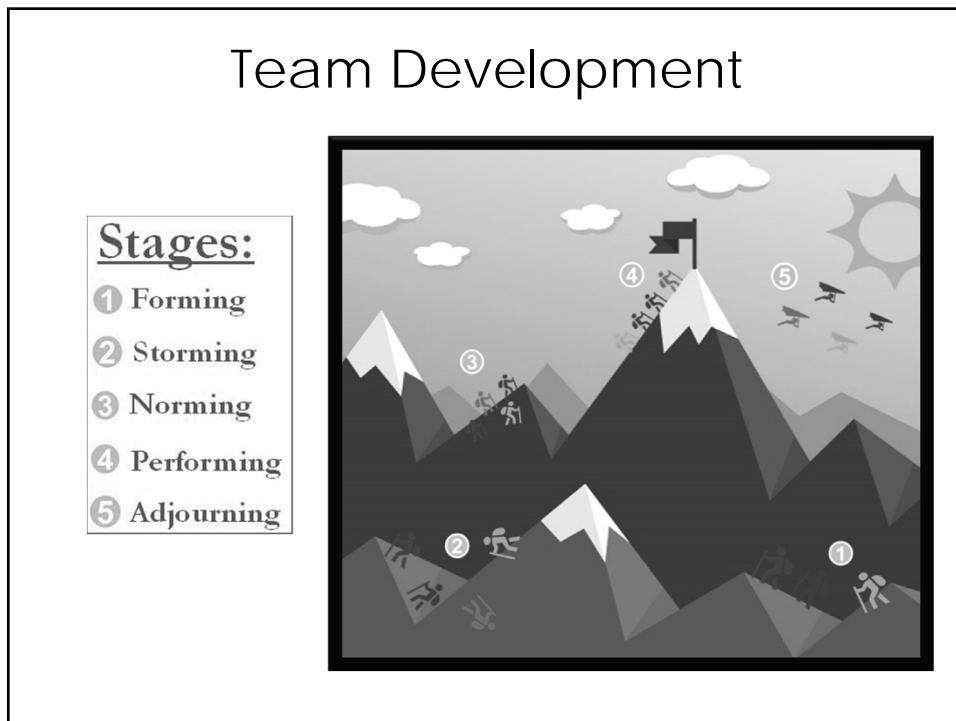 Team Development
Stages:
1 Forming
2 Storming
3 Norming
4 Performing
5 Adjourning
4
5
3
2
1